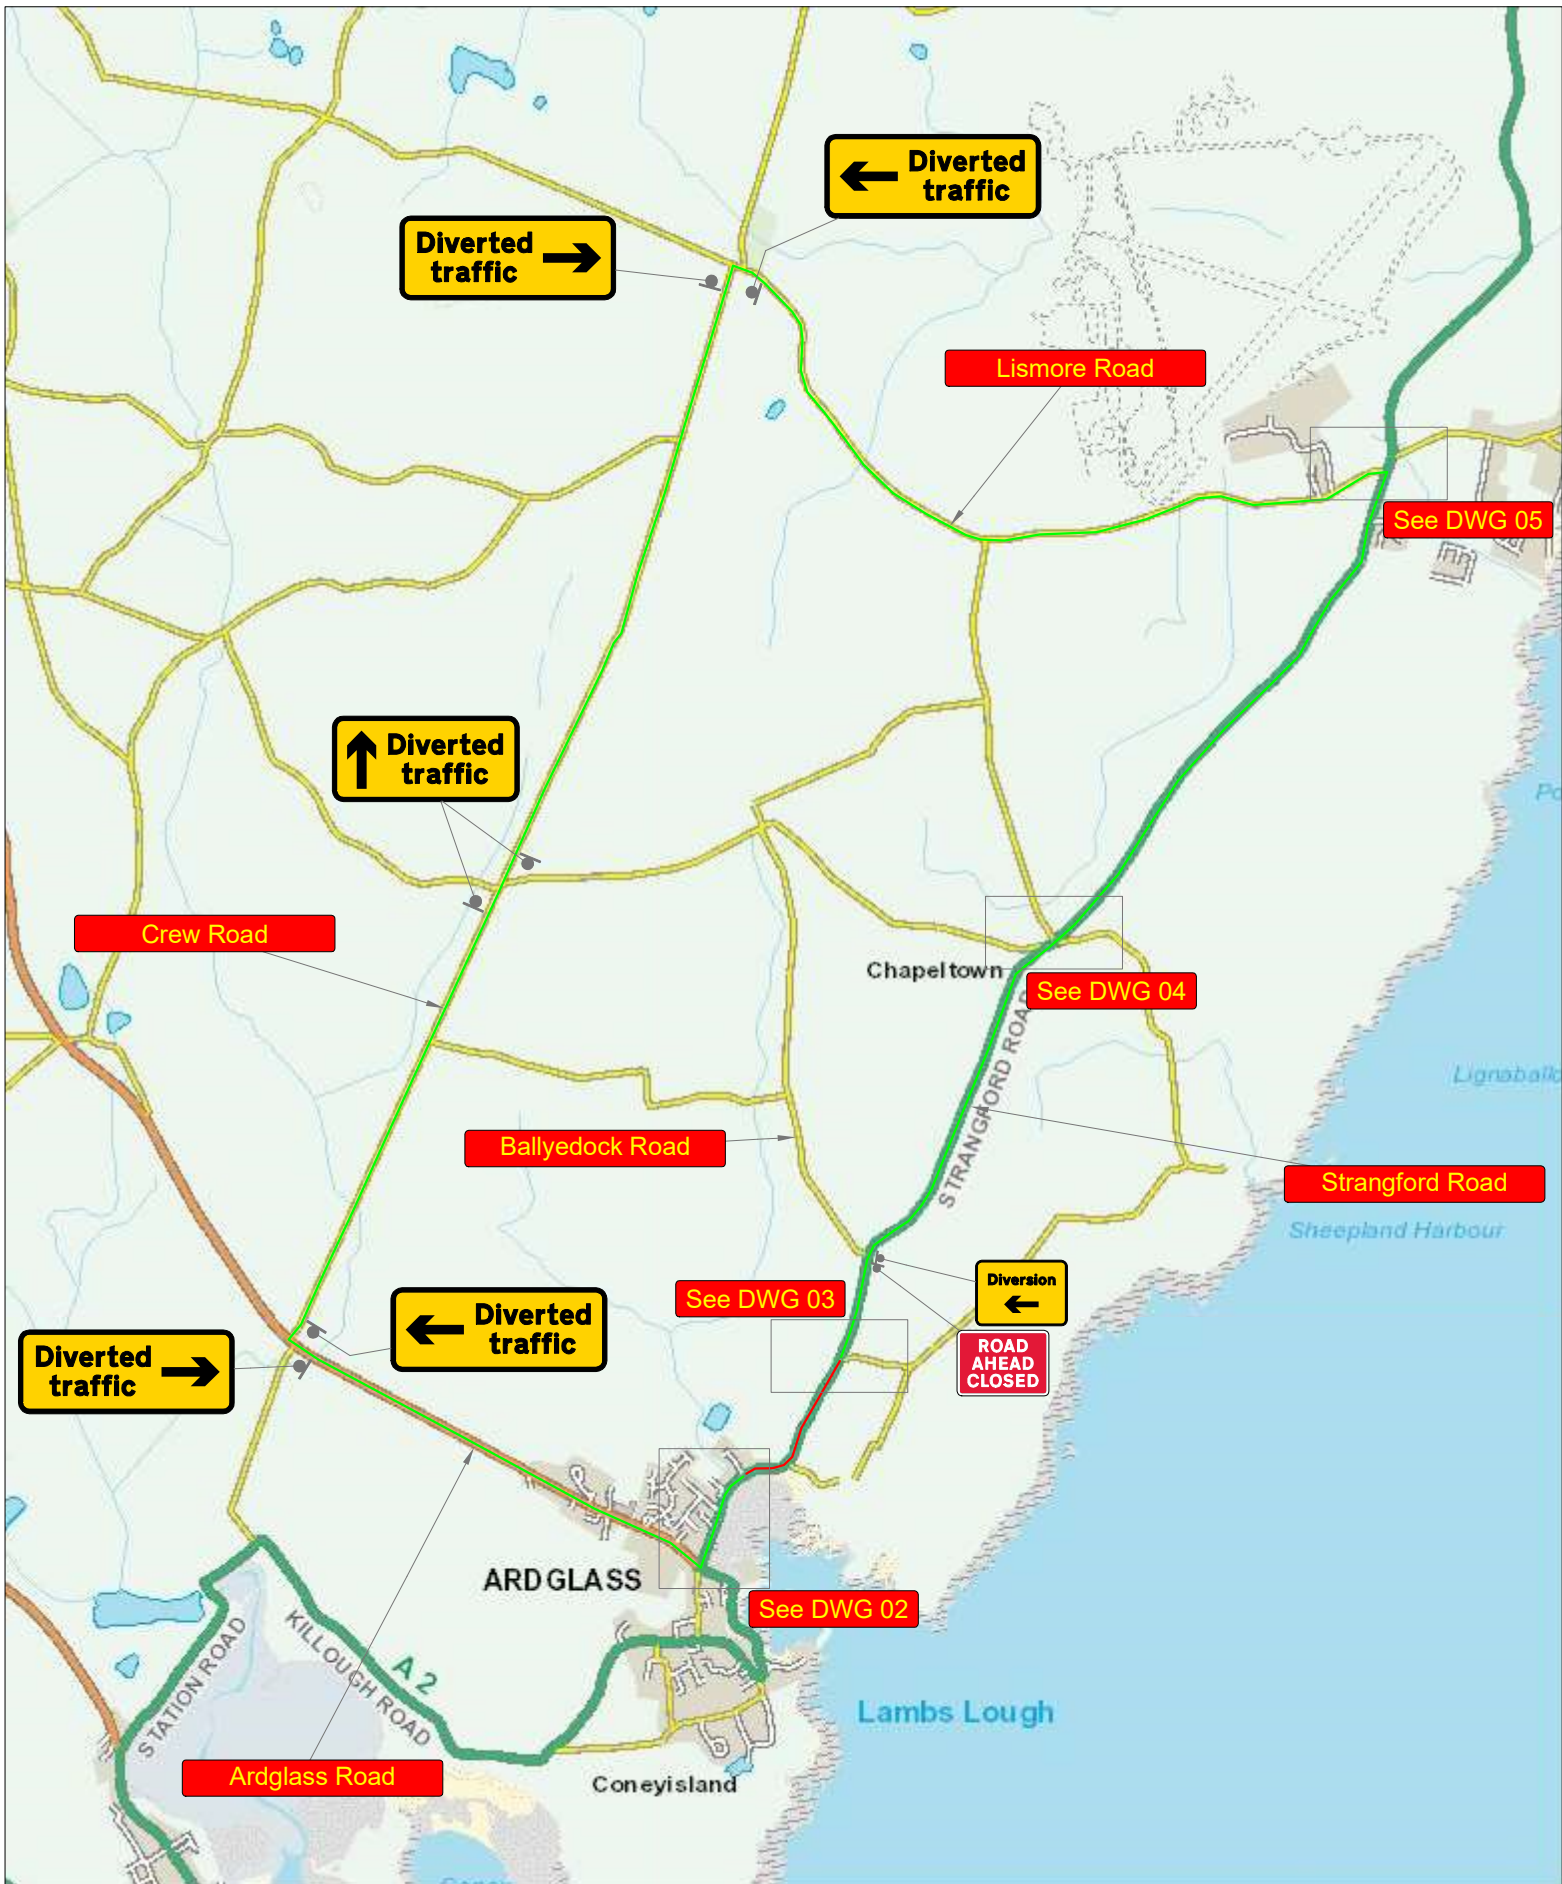 Diverted
traffic
Diverted
traffic
Lismore Road
See DWG 05
Diverted
traffic
Crew Road
Chapeltown
See DWG 04
STRANGFORD ROAD
Ballyedock Road
Strangford Road
Sheepland Harbour
Diversion
See DWG 03
ROAD
AHEAD
CLOSED
Diverted
traffic
Diverted
traffic
ARDGLASS
See DWG 02
STATION ROAD
KILLOUGH ROAD
A 2
Lambs Lough
Ardglass Road
Coneyisland